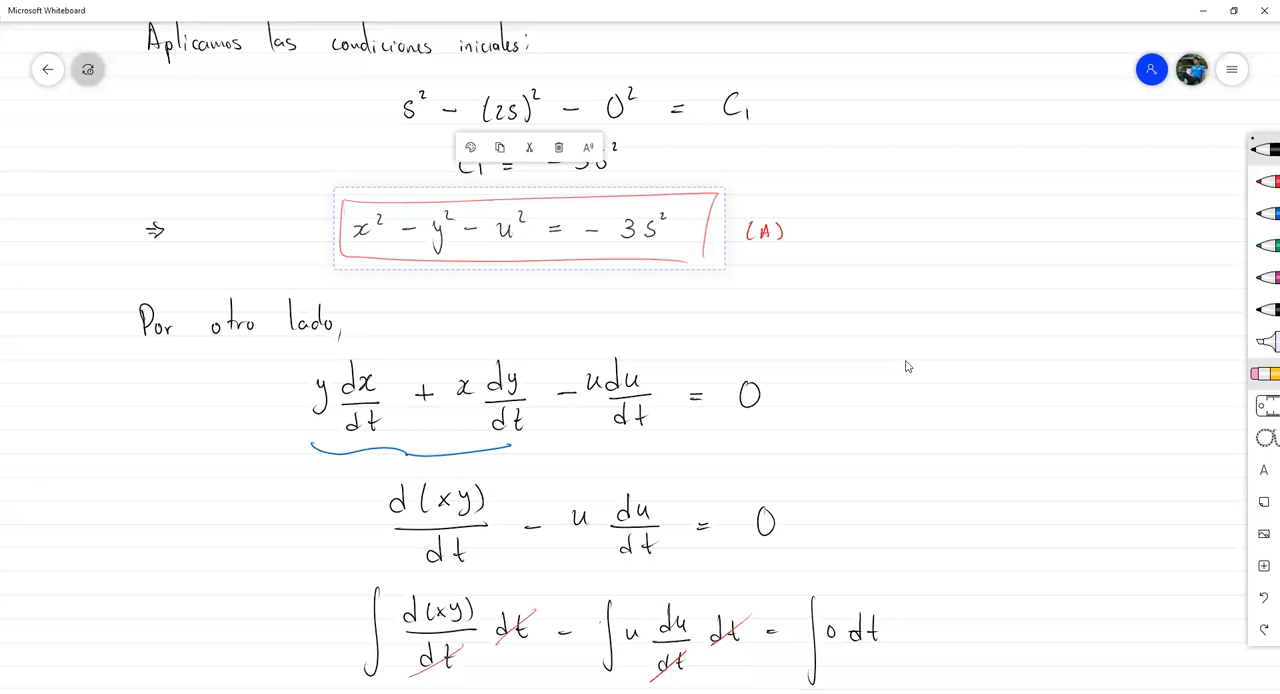 Microsoft Whiteboard
Aplicamos las condiciones iniciales:
s² - (2s)² - 0² = C₁
C₁ = - 3s²
⇒ x² - y² - u² = - 3s² (A)
Por otro lado,
y dx/dt + x dy/dt - u du/dt = 0
d(xy)/dt - u du/dt = 0
∫ d(xy)/dt dt - ∫ u du/dt dt = ∫ 0 dt